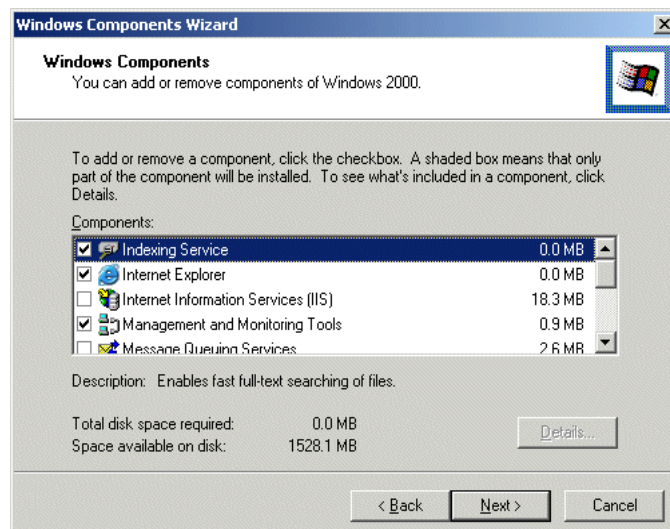 Windows Components Wizard
Windows Components
You can add or remove components of Windows 2000.
To add or remove a component, click the checkbox. A shaded box means that only
part of the component will be installed. To see what's included in a component, click
Details.
Components:
Indexing Service 0.0 MB
Internet Explorer 0.0 MB
Internet Information Services (IIS) 18.3 MB
Management and Monitoring Tools 0.9 MB
Message Queuing Services 2.6 MB
Description: Enables fast full-text searching of files.
Total disk space required: 0.0 MB
Space available on disk: 1528.1 MB
Details...
< Back Next > Cancel